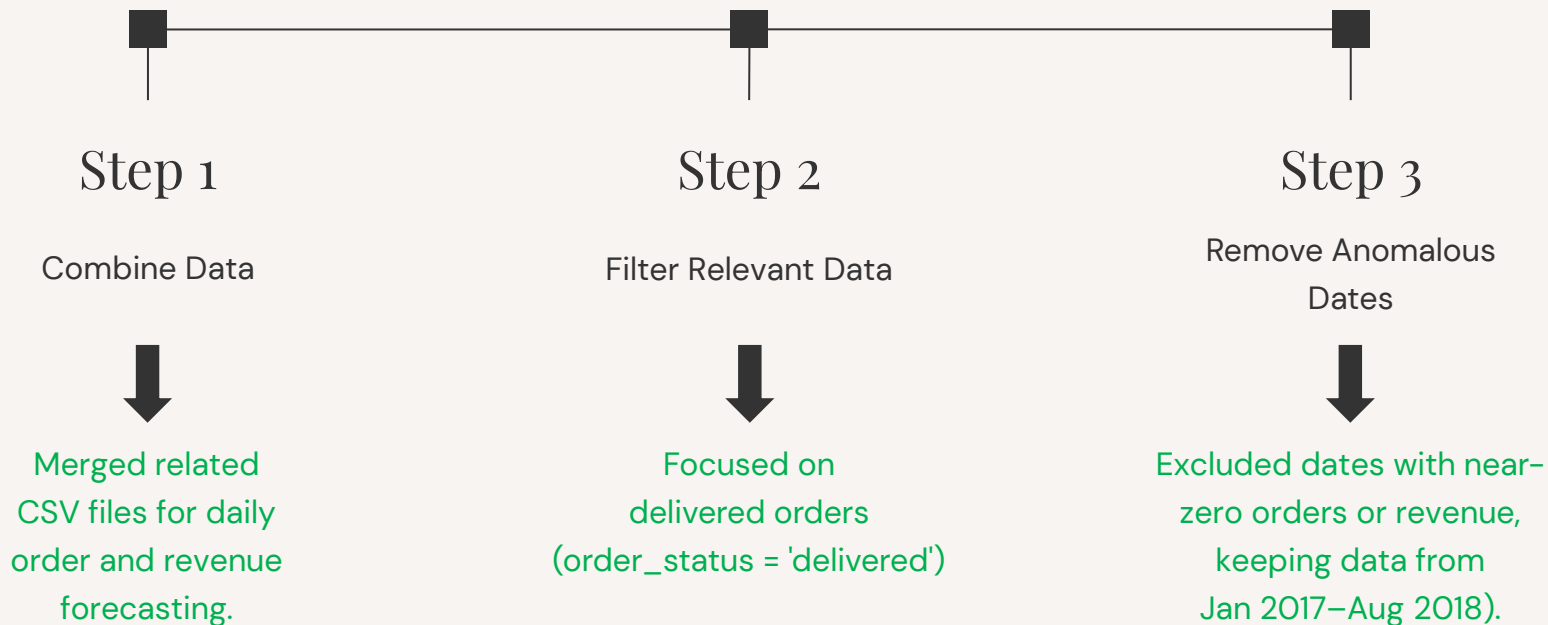 Step 1
Combine Data
Merged related
CSV files for daily
order and revenue
forecasting.
Step 2
Filter Relevant Data
Focused on
delivered orders
(order_status = 'delivered')
Step 3
Remove Anomalous
Dates
Excluded dates with near-
zero orders or revenue,
keeping data from
Jan 2017–Aug 2018).